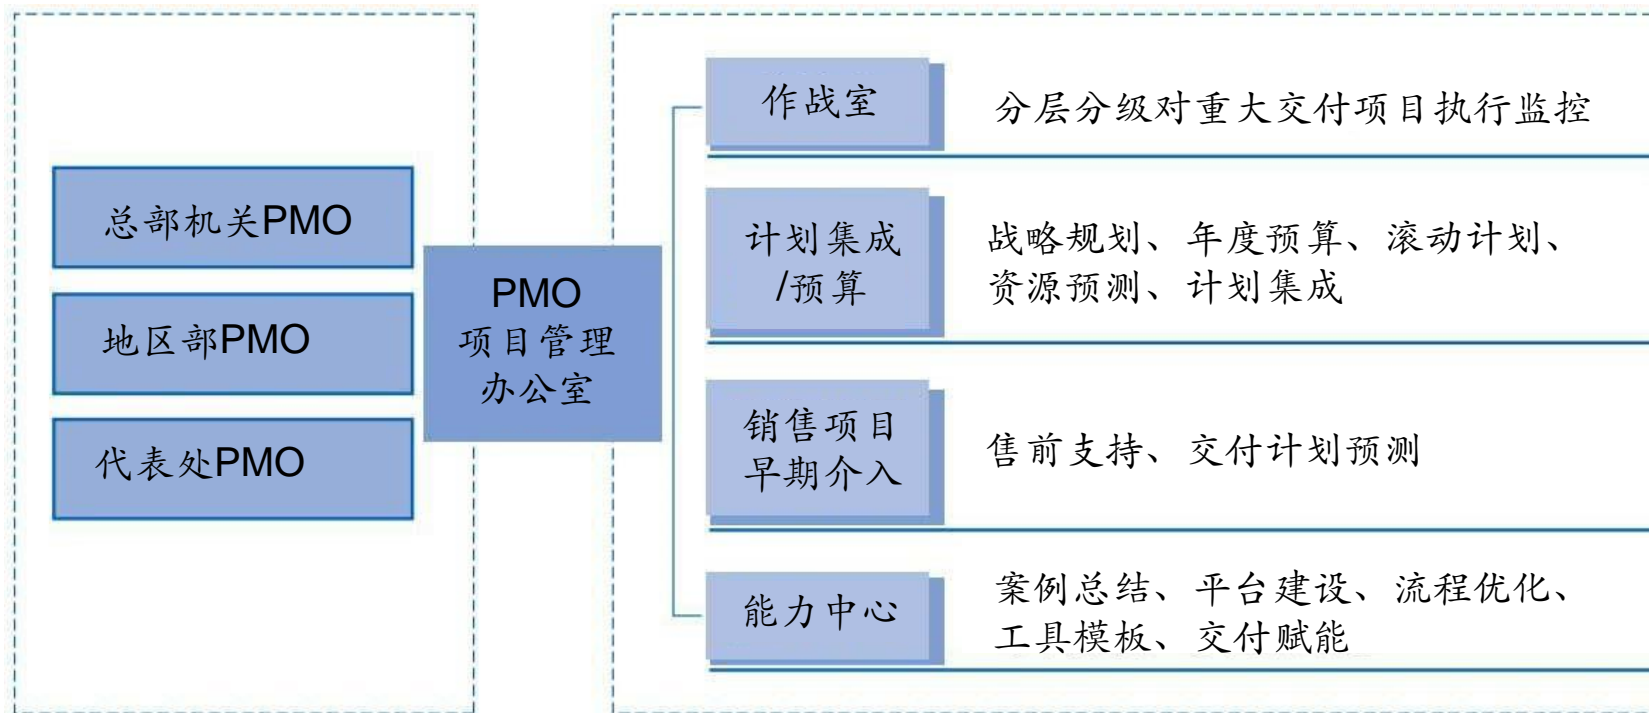 总部机关PMO
地区部PMO
代表处PMO
PMO
项目管理
办公室
作战室
分层分级对重大交付项目执行监控
计划集成
/预算
战略规划、年度预算、滚动计划、
资源预测、计划集成
销售项目
早期介入
售前支持、交付计划预测
能力中心
案例总结、平台建设、流程优化、
工具模板、交付赋能